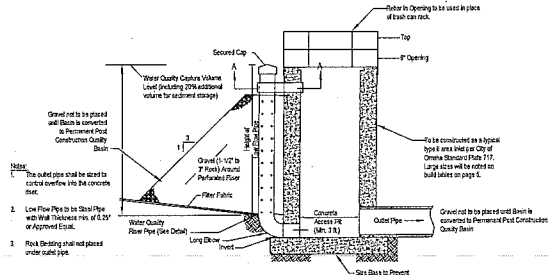 Rebar In Opening to be used in place
of trash can rack.
Top
6" Opening
Secured Cap
A
A
Water Quality Capture Volume
Level (including 20% additional
volume for sediment storage)
Gravel not to be placed
until Basin is converted
to Permanent Post
Construction Quality
Basin
3
1
Height of
Low Flow Pipe
Gravel (1-1/2" to
3" Rock) Around
Perforated Riser
Filter Fabric
Water Quality
Riser Pipe (See Detail)
Long Elbow
Invert
Concrete
Access Pit
(Min. 3 ft.)
To be constructed as a typical
type II area inlet per City of
Omaha Standard Plate 717.
Large sizes will be noted on
build tables on page 5.
Outlet Pipe
Gravel not to be placed until Basin is
converted to Permanent Post Construction
Quality Basin
Size Base to Prevent
Notes:
1. The outlet pipe shall be sized to
control overflow into the concrete
riser.
2. Low Flow Pipe to be Steel Pipe
with Wall Thickness min. of 0.25"
or Approved Equal.
3. Rock Bedding shall not placed
under outlet pipe.